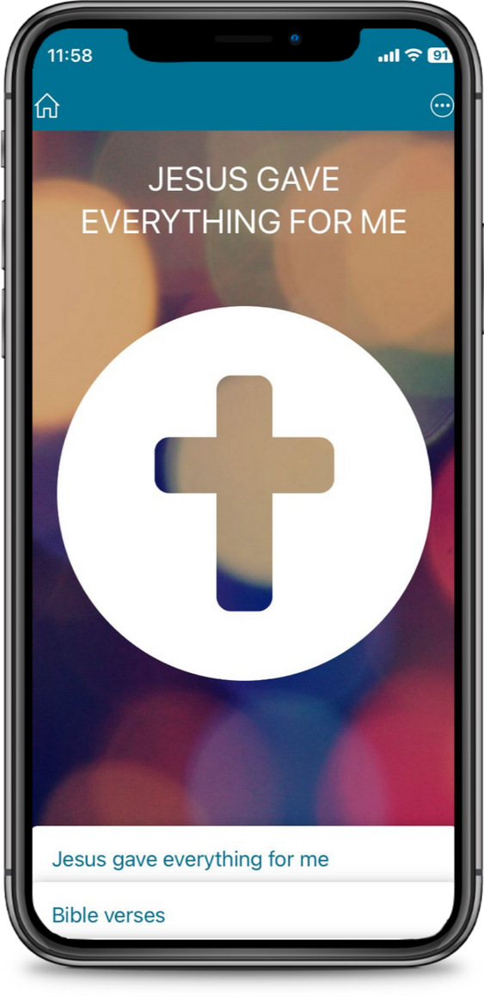 11:58
91
JESUS GAVE
EVERYTHING FOR ME
Jesus gave everything for me
Bible verses